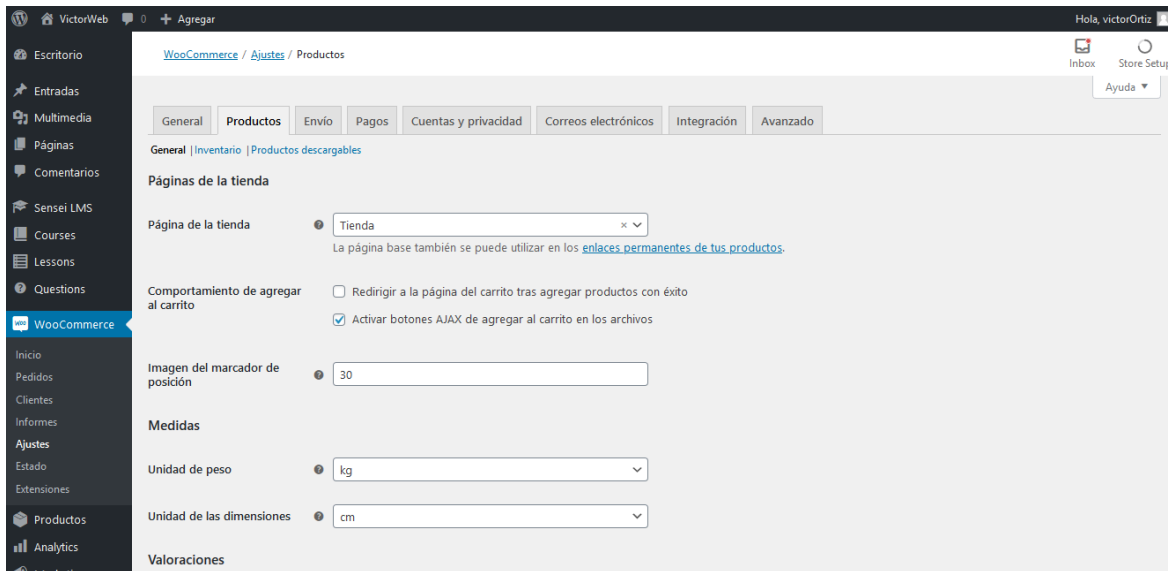 VictorWeb 0 + Agregar Hola, victorOrtiz
Escritorio
Entradas
Multimedia
Páginas
Comentarios
Sensei LMS
Courses
Lessons
Questions
WooCommerce
Inicio
Pedidos
Clientes
Informes
Ajustes
Estado
Extensiones
Productos
Analytics
WooCommerce / Ajustes / Productos
Inbox Store Setup
Ayuda
General Productos Envío Pagos Cuentas y privacidad Correos electrónicos Integración Avanzado
General | Inventario | Productos descargables
Páginas de la tienda
Página de la tienda Tienda ×
La página base también se puede utilizar en los enlaces permanentes de tus productos.
Comportamiento de agregar al carrito
Redirigir a la página del carrito tras agregar productos con éxito
Activar botones AJAX de agregar al carrito en los archivos
Imagen del marcador de posición 30
Medidas
Unidad de peso kg
Unidad de las dimensiones cm
Valoraciones